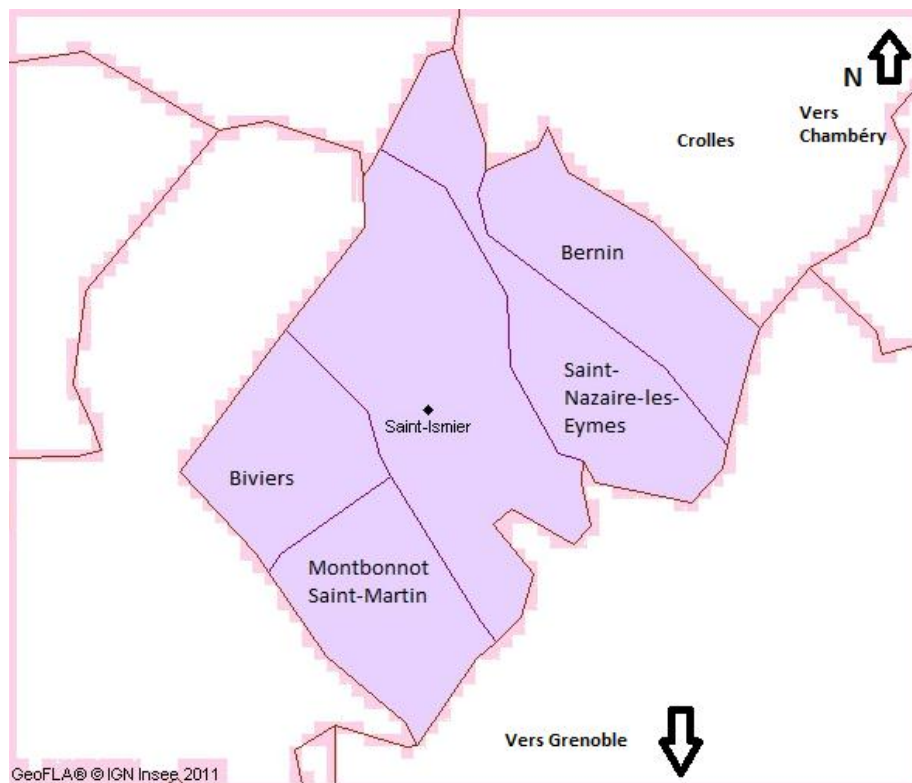 N
Vers
Chambéry
Crolles
Bernin
Saint-
Nazaire-les-
Eymes
Saint-Ismier
Biviers
Montbonnot
Saint-Martin
Vers Grenoble
GeoFLA® © IGN Insee 2011